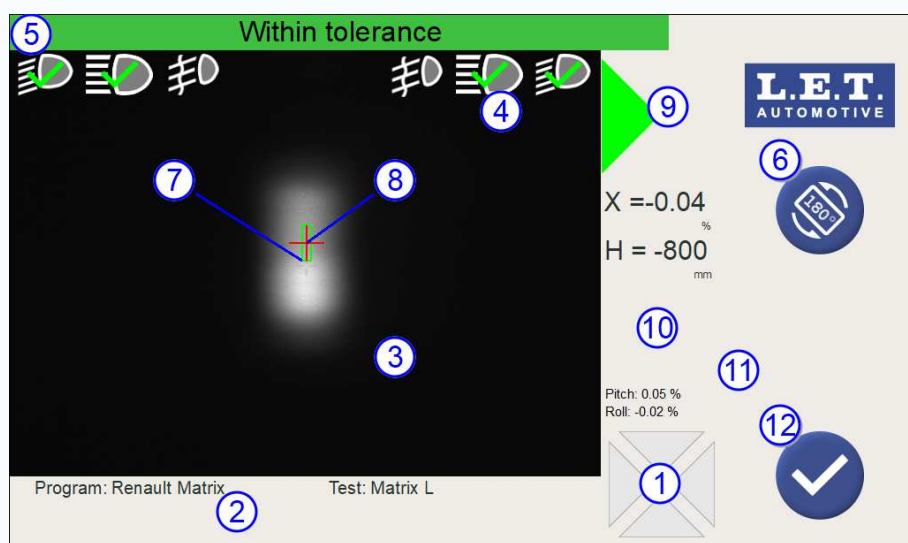 5
Within tolerance
4
9
L.E.T.
AUTOMOTIVE
6
180°
7
8
X =-0.04
%
H = -800
mm
10
3
11
Pitch: 0.05 %
Roll: -0.02 %
12
1
Program: Renault Matrix
Test: Matrix L
2